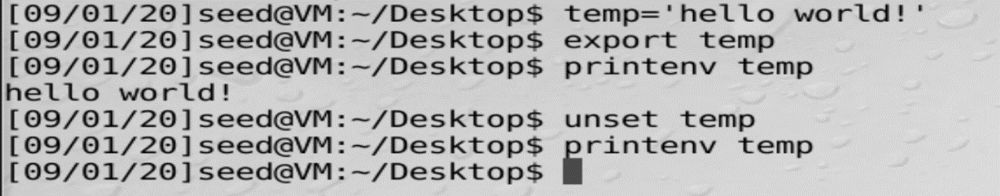 [09/01/20]seed@VM:~/Desktop$ temp='hello world!'
[09/01/20]seed@VM:~/Desktop$ export temp
[09/01/20]seed@VM:~/Desktop$ printenv temp
hello world!
[09/01/20]seed@VM:~/Desktop$ unset temp
[09/01/20]seed@VM:~/Desktop$ printenv temp
[09/01/20]seed@VM:~/Desktop$